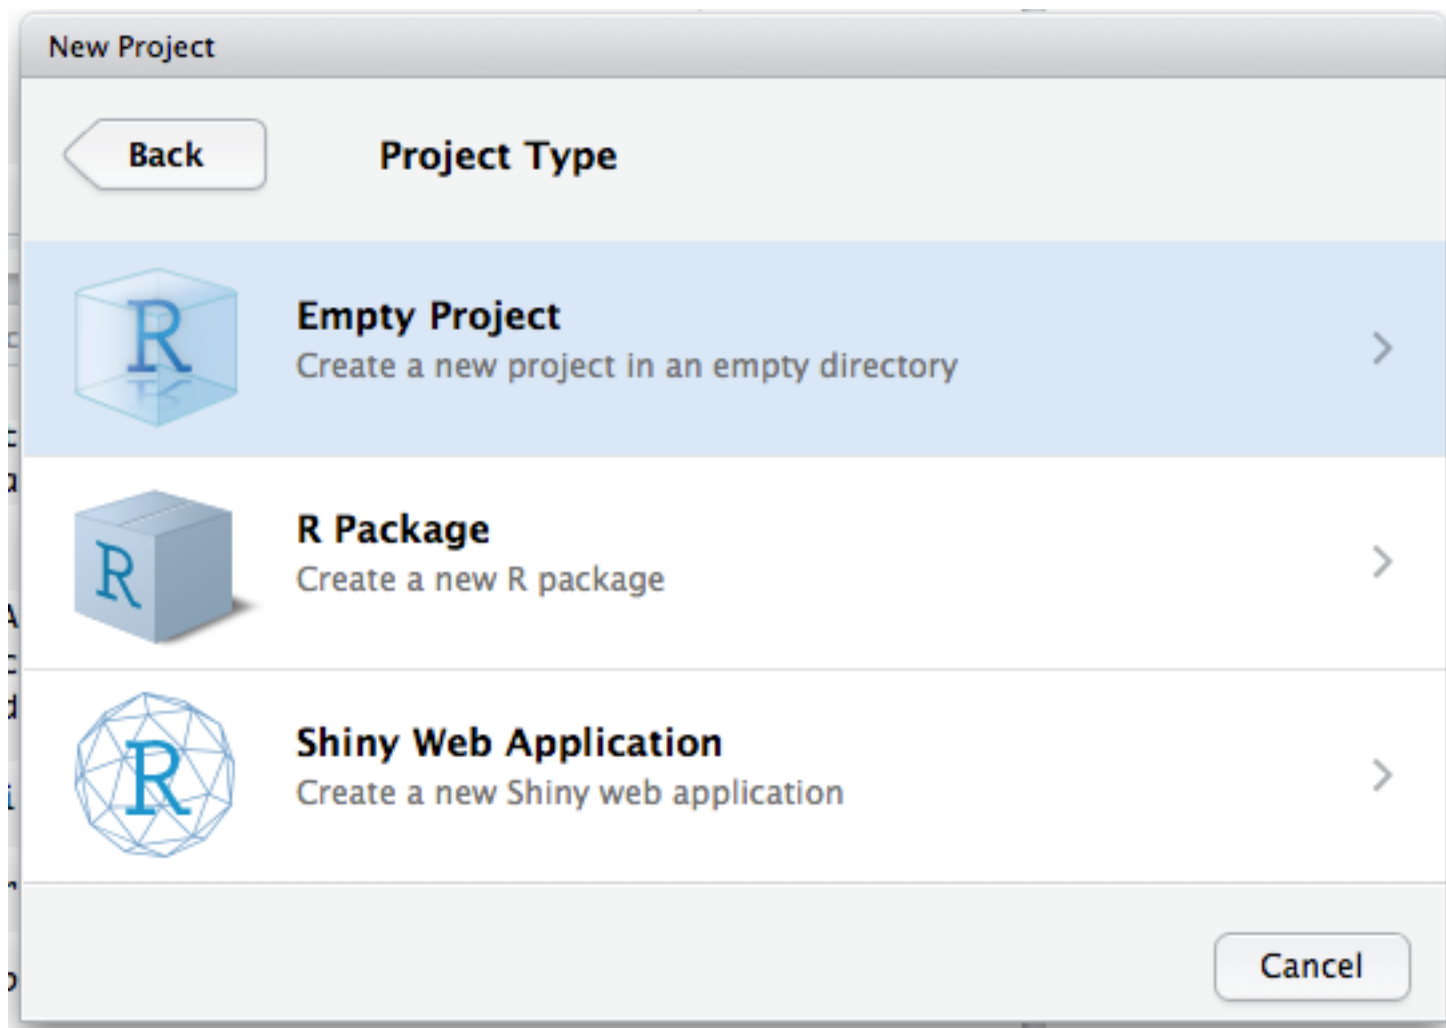 New Project
Back
Project Type
R
Empty Project
Create a new project in an empty directory
R
R Package
Create a new R package
R
Shiny Web Application
Create a new Shiny web application
Cancel